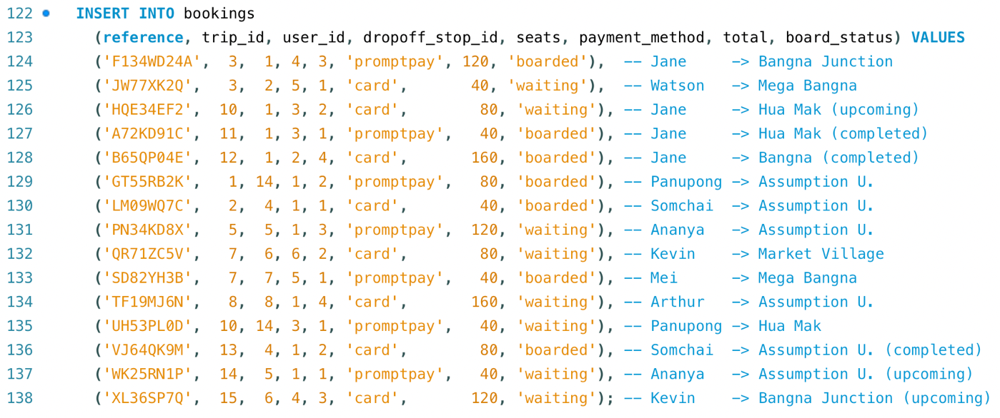 122 INSERT INTO bookings
123 (reference, trip_id, user_id, dropoff_stop_id, seats, payment_method, total, board_status) VALUES
124 ('F134WD24A', 3, 1, 4, 3, 'promptpay', 120, 'boarded'), -- Jane -> Bangna Junction
125 ('JW77XK2Q', 3, 2, 5, 1, 'card', 40, 'waiting'), -- Watson -> Mega Bangna
126 ('HQE34EF2', 10, 1, 3, 2, 'card', 80, 'waiting'), -- Jane -> Hua Mak (upcoming)
127 ('A72KD91C', 11, 1, 3, 1, 'promptpay', 40, 'boarded'), -- Jane -> Hua Mak (completed)
128 ('B65QP04E', 12, 1, 2, 4, 'card', 160, 'boarded'), -- Jane -> Bangna (completed)
129 ('GT55RB2K', 1, 14, 1, 2, 'promptpay', 80, 'boarded'), -- Panupong -> Assumption U.
130 ('LM09WQ7C', 2, 4, 1, 1, 'card', 40, 'boarded'), -- Somchai -> Assumption U.
131 ('PN34KD8X', 5, 5, 1, 3, 'promptpay', 120, 'waiting'), -- Ananya -> Assumption U.
132 ('QR71ZC5V', 7, 6, 6, 2, 'card', 80, 'waiting'), -- Kevin -> Market Village
133 ('SD82YH3B', 7, 7, 5, 1, 'promptpay', 40, 'boarded'), -- Mei -> Mega Bangna
134 ('TF19MJ6N', 8, 8, 1, 4, 'card', 160, 'waiting'), -- Arthur -> Assumption U.
135 ('UH53PL0D', 10, 14, 3, 1, 'promptpay', 40, 'waiting'), -- Panupong -> Hua Mak
136 ('VJ64QK9M', 13, 4, 1, 2, 'card', 80, 'boarded'), -- Somchai -> Assumption U. (completed)
137 ('WK25RN1P', 14, 5, 1, 1, 'promptpay', 40, 'waiting'), -- Ananya -> Assumption U. (upcoming)
138 ('XL36SP7Q', 15, 6, 4, 3, 'card', 120, 'waiting'); -- Kevin -> Bangna Junction (upcoming)